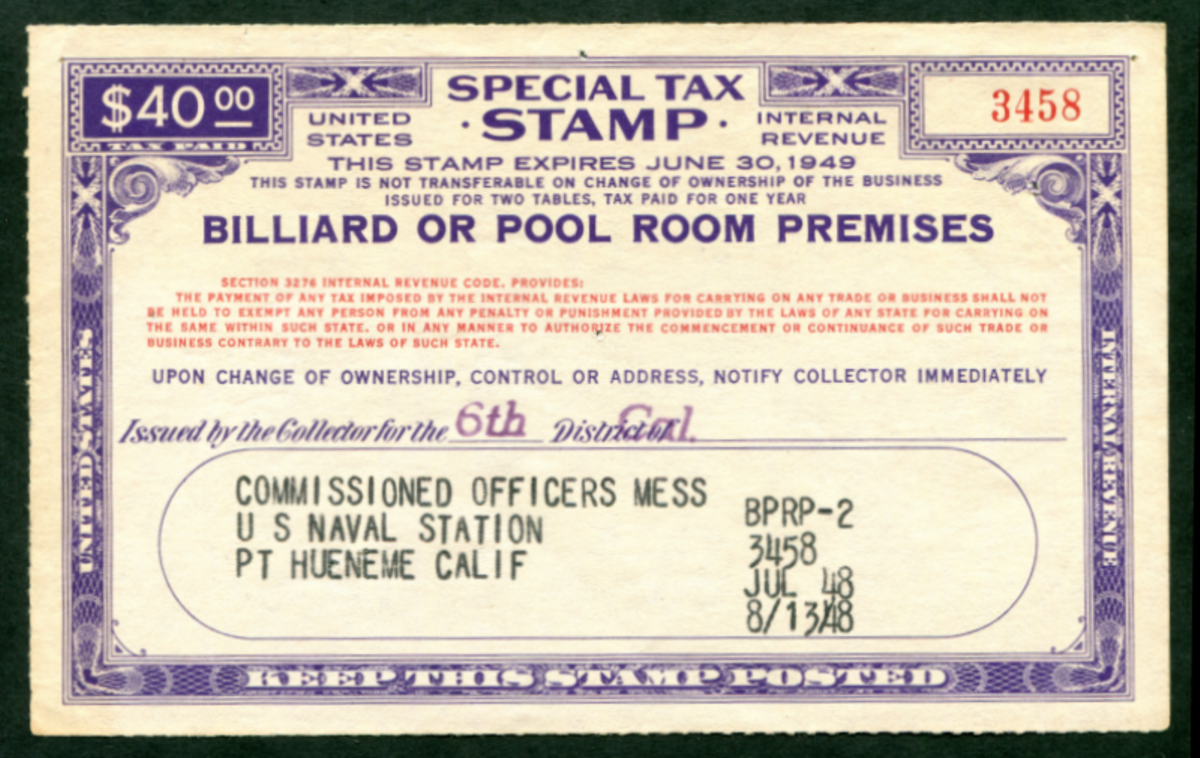 $40 00
TAX PAID
SPECIAL TAX
· STAMP ·
UNITED STATES
INTERNAL REVENUE
3458
THIS STAMP EXPIRES JUNE 30, 1949
THIS STAMP IS NOT TRANSFERABLE ON CHANGE OF OWNERSHIP OF THE BUSINESS
ISSUED FOR TWO TABLES, TAX PAID FOR ONE YEAR
BILLIARD OR POOL ROOM PREMISES
SECTION 3276 INTERNAL REVENUE CODE, PROVIDES:
THE PAYMENT OF ANY TAX IMPOSED BY THE INTERNAL REVENUE LAWS FOR CARRYING ON ANY TRADE OR BUSINESS SHALL NOT
BE HELD TO EXEMPT ANY PERSON FROM ANY PENALTY OR PUNISHMENT PROVIDED BY THE LAWS OF ANY STATE FOR CARRYING ON
THE SAME WITHIN SUCH STATE, OR IN ANY MANNER TO AUTHORIZE THE COMMENCEMENT OR CONTINUANCE OF SUCH TRADE OR
BUSINESS CONTRARY TO THE LAWS OF SUCH STATE.
UPON CHANGE OF OWNERSHIP, CONTROL OR ADDRESS, NOTIFY COLLECTOR IMMEDIATELY
Issued by the Collector for the 6th District of Cal.
COMMISSIONED OFFICERS MESS
U S NAVAL STATION
PT HUENEME CALIF
BPRP-2
3458
JUL 48
8/13/48
UNITED STATES
INTERNAL REVENUE
KEEP THIS STAMP POSTED